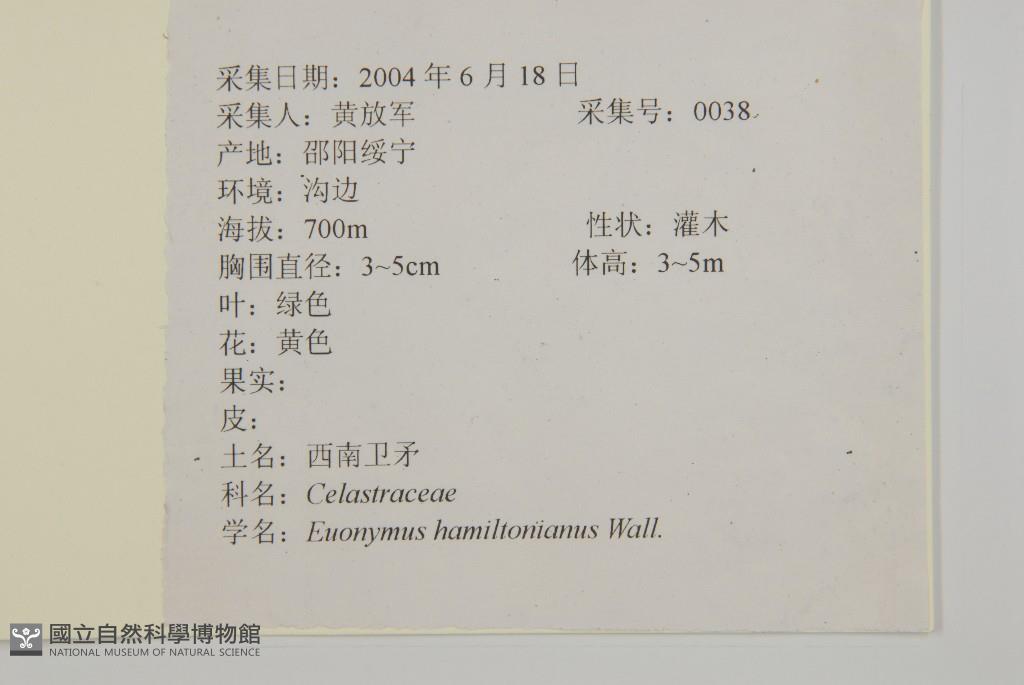 采集日期：2004 年 6 月 18 日
采集人：黄放军 采集号：0038
产地：邵阳绥宁
环境：沟边
海拔：700m 性状：灌木
胸围直径：3~5cm 体高：3~5m
叶：绿色
花：黄色
果实：
皮：
土名：西南卫矛
科名：Celastraceae
学名：Euonymus hamiltonianus Wall.
國立自然科學博物館
NATIONAL MUSEUM OF NATURAL SCIENCE